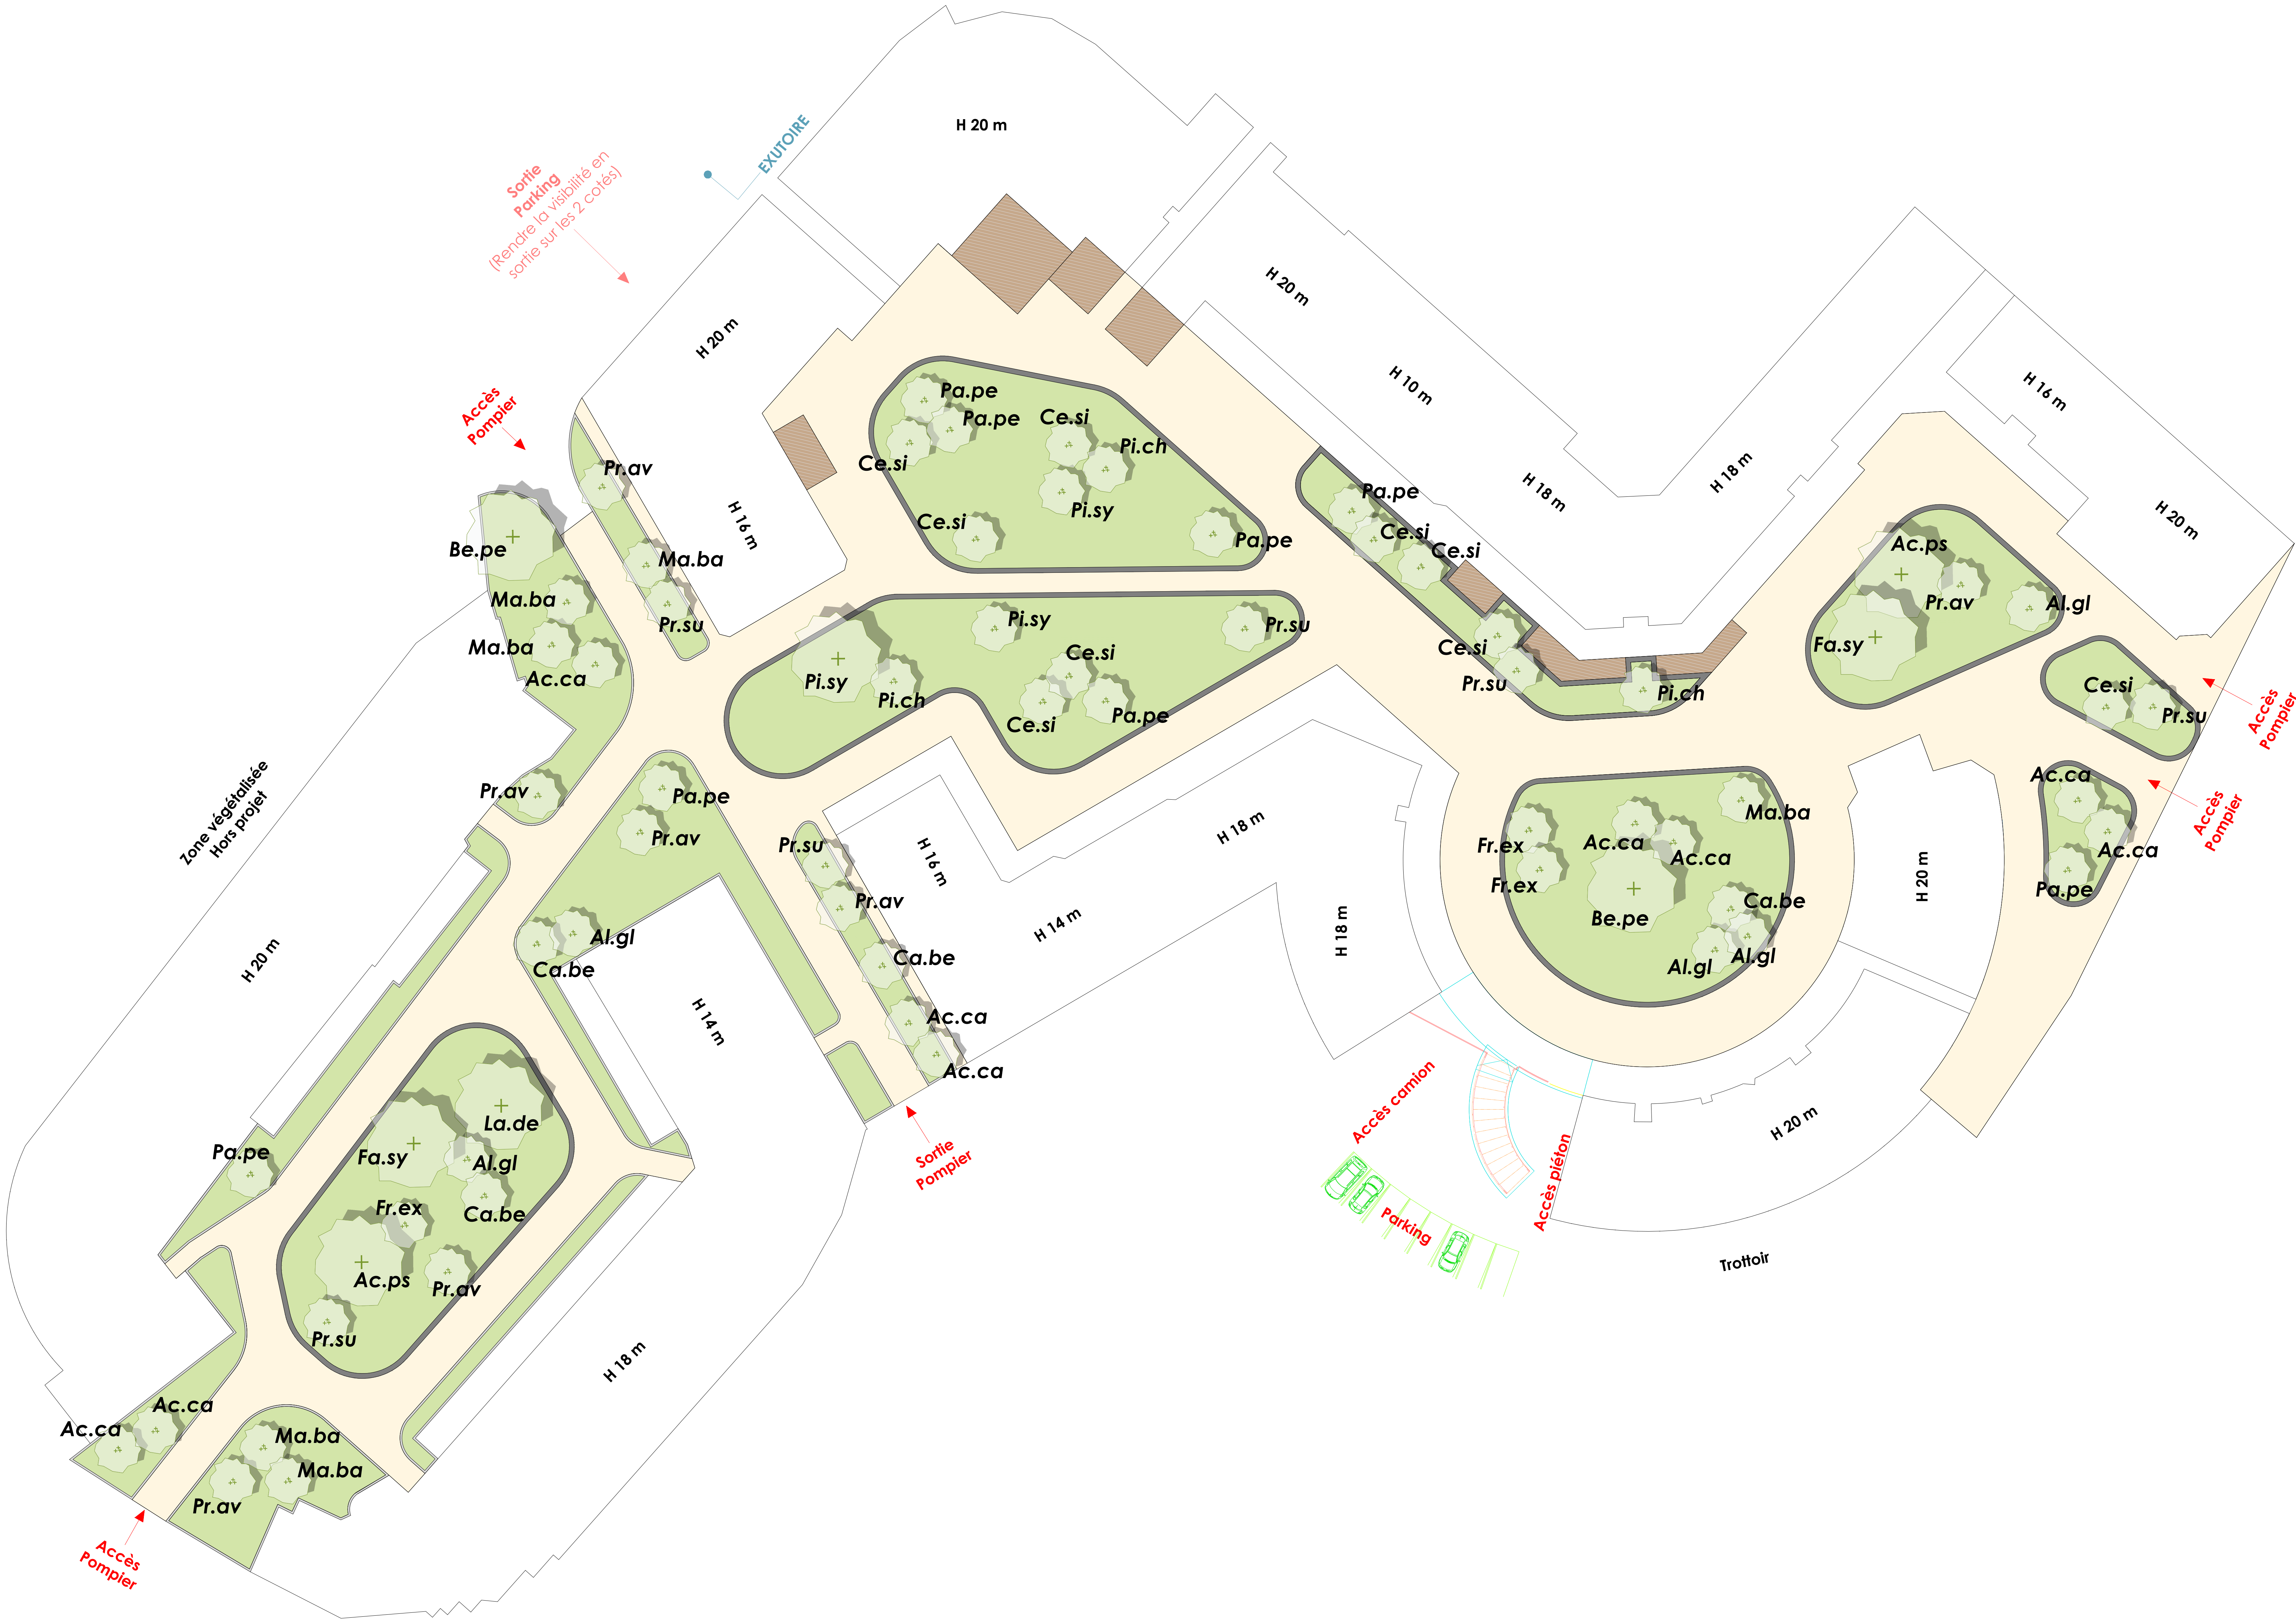 H 20 m
EXUTOIRE
Sortie
Parking
(Rendre la visibilité en
sortie sur les 2 cotés)
H 20 m
H 20 m
H 10 m
H 18 m
H 18 m
H 16 m
H 20 m
Accès
Pompier
H 16 m
Pa.pe
Pa.pe
Ce.si
Ce.si
Pi.ch
Pi.sy
Ce.si
Pa.pe
Pr.av
Ma.ba
Pr.su
Be.pe
Ma.ba
Ma.ba
Ac.ca
Pr.av
Pa.pe
Ce.si
Ce.si
Ce.si
Pr.su
Pi.ch
Ac.ps
Pr.av
Al.gl
Fa.sy
Ce.si
Pr.su
Accès
Pompier
Pi.sy
Pi.sy
Pi.ch
Ce.si
Ce.si
Pa.pe
Pr.su
Zone végétalisée
Hors projet
Pa.pe
Pr.av
Al.gl
Ca.be
Pr.su
Pr.av
Ca.be
Ac.ca
Ac.ca
H 16 m
H 14 m
H 18 m
H 18 m
Fr.ex
Fr.ex
Ac.ca
Ac.ca
Ma.ba
Be.pe
Ca.be
Al.gl
Al.gl
H 20 m
Ac.ca
Ac.ca
Pa.pe
Accès
Pompier
H 20 m
H 14 m
Sortie
Pompier
Accès camion
Parking
Accès piéton
H 20 m
Trottoir
Pa.pe
La.de
Fa.sy
Al.gl
Ca.be
Fr.ex
Ac.ps
Pr.av
Pr.su
H 18 m
Ac.ca
Ac.ca
Ma.ba
Ma.ba
Pr.av
Accès
Pompier